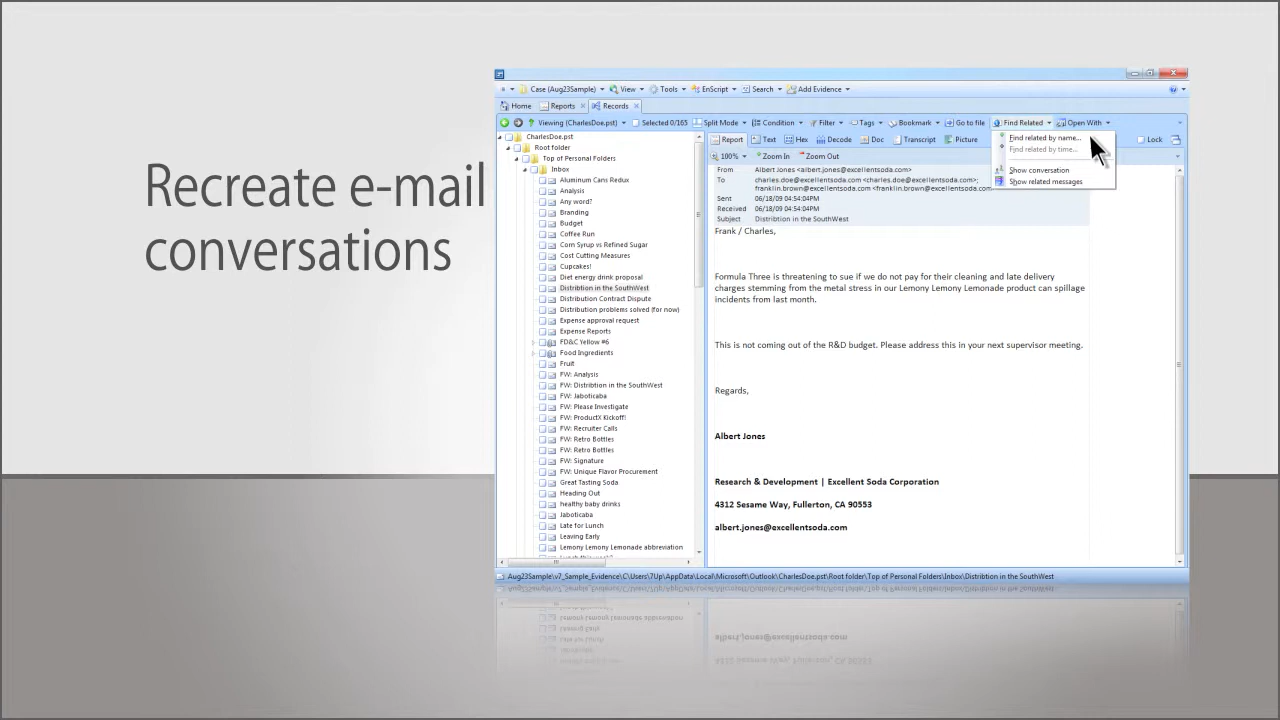 Recreate e-mail
conversations
Case (Aug23Sample) View Tools EnScript Search Add Evidence
Home Reports Records
Viewing (CharlesDoe.pst) Selected 0/165 Split Mode Condition Filter Tags Bookmark Go to file Find Related Open With
CharlesDoe.pst
Root folder
Top of Personal Folders
Inbox
Aluminum Cans Redux
Analysis
Any word?
Branding
Budget
Coffee Run
Corn Syrup vs Refined Sugar
Cost Cutting Measures
Cupcakes!
Diet energy drink proposal
Distribtion in the SouthWest
Distribution Contract Dispute
Distribution problems solved (for now)
Expense approval request
Expense Reports
FD&C Yellow #6
Food Ingredients
Fruit
FW: Analysis
FW: Distribtion in the SouthWest
FW: Jaboticaba
FW: Please Investigate
FW: ProductX Kickoff!
FW: Recruiter Calls
FW: Retro Bottles
FW: Retro Bottles
FW: Signature
FW: Unique Flavor Procurement
Great Tasting Soda
Heading Out
healthy baby drinks
Jaboticaba
Late for Lunch
Leaving Early
Lemony Lemony Lemonade abbreviation
Report Text Hex Decode Doc Transcript Picture Lock
100% Zoom In Zoom Out
Find related by name...
Find related by time...
Show conversation
Show related messages
From Albert Jones <albert.jones@excellentsoda.com>
To charles.doe@excellentsoda.com <charles.doe@excellentsoda.com>;
franklin.brown@excellentsoda.com <franklin.brown@excellentsoda.com>
Sent 06/18/09 04:54:04PM
Received 06/18/09 04:54:04PM
Subject Distribtion in the SouthWest
Frank / Charles,
Formula Three is threatening to sue if we do not pay for their cleaning and late delivery
charges stemming from the metal stress in our Lemony Lemony Lemonade product can spillage
incidents from last month.
This is not coming out of the R&D budget. Please address this in your next supervisor meeting.
Regards,
Albert Jones
Research & Development | Excellent Soda Corporation
4312 Sesame Way, Fullerton, CA 90553
albert.jones@excellentsoda.com
Aug23Sample\v7_Sample_Evidence\C\Users\7Up\AppData\Local\Microsoft\Outlook\CharlesDoe.pst\Root folder\Top of Personal Folders\Inbox\Distribtion in the SouthWest